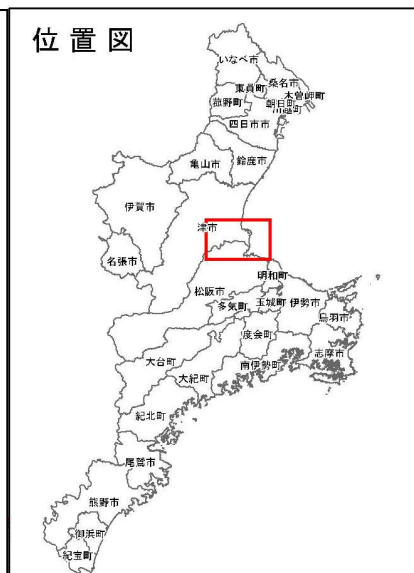 位置図
いなべ市
東員町
桑名市
木曽岬町
菰野町
朝日町
川越町
四日市市
亀山市
鈴鹿市
伊賀市
津市
名張市
明和町
松阪市
多気町
玉城町
伊勢市
鳥羽市
度会町
志摩市
大台町
大紀町
南伊勢町
紀北町
尾鷲市
熊野市
御浜町
紀宝町